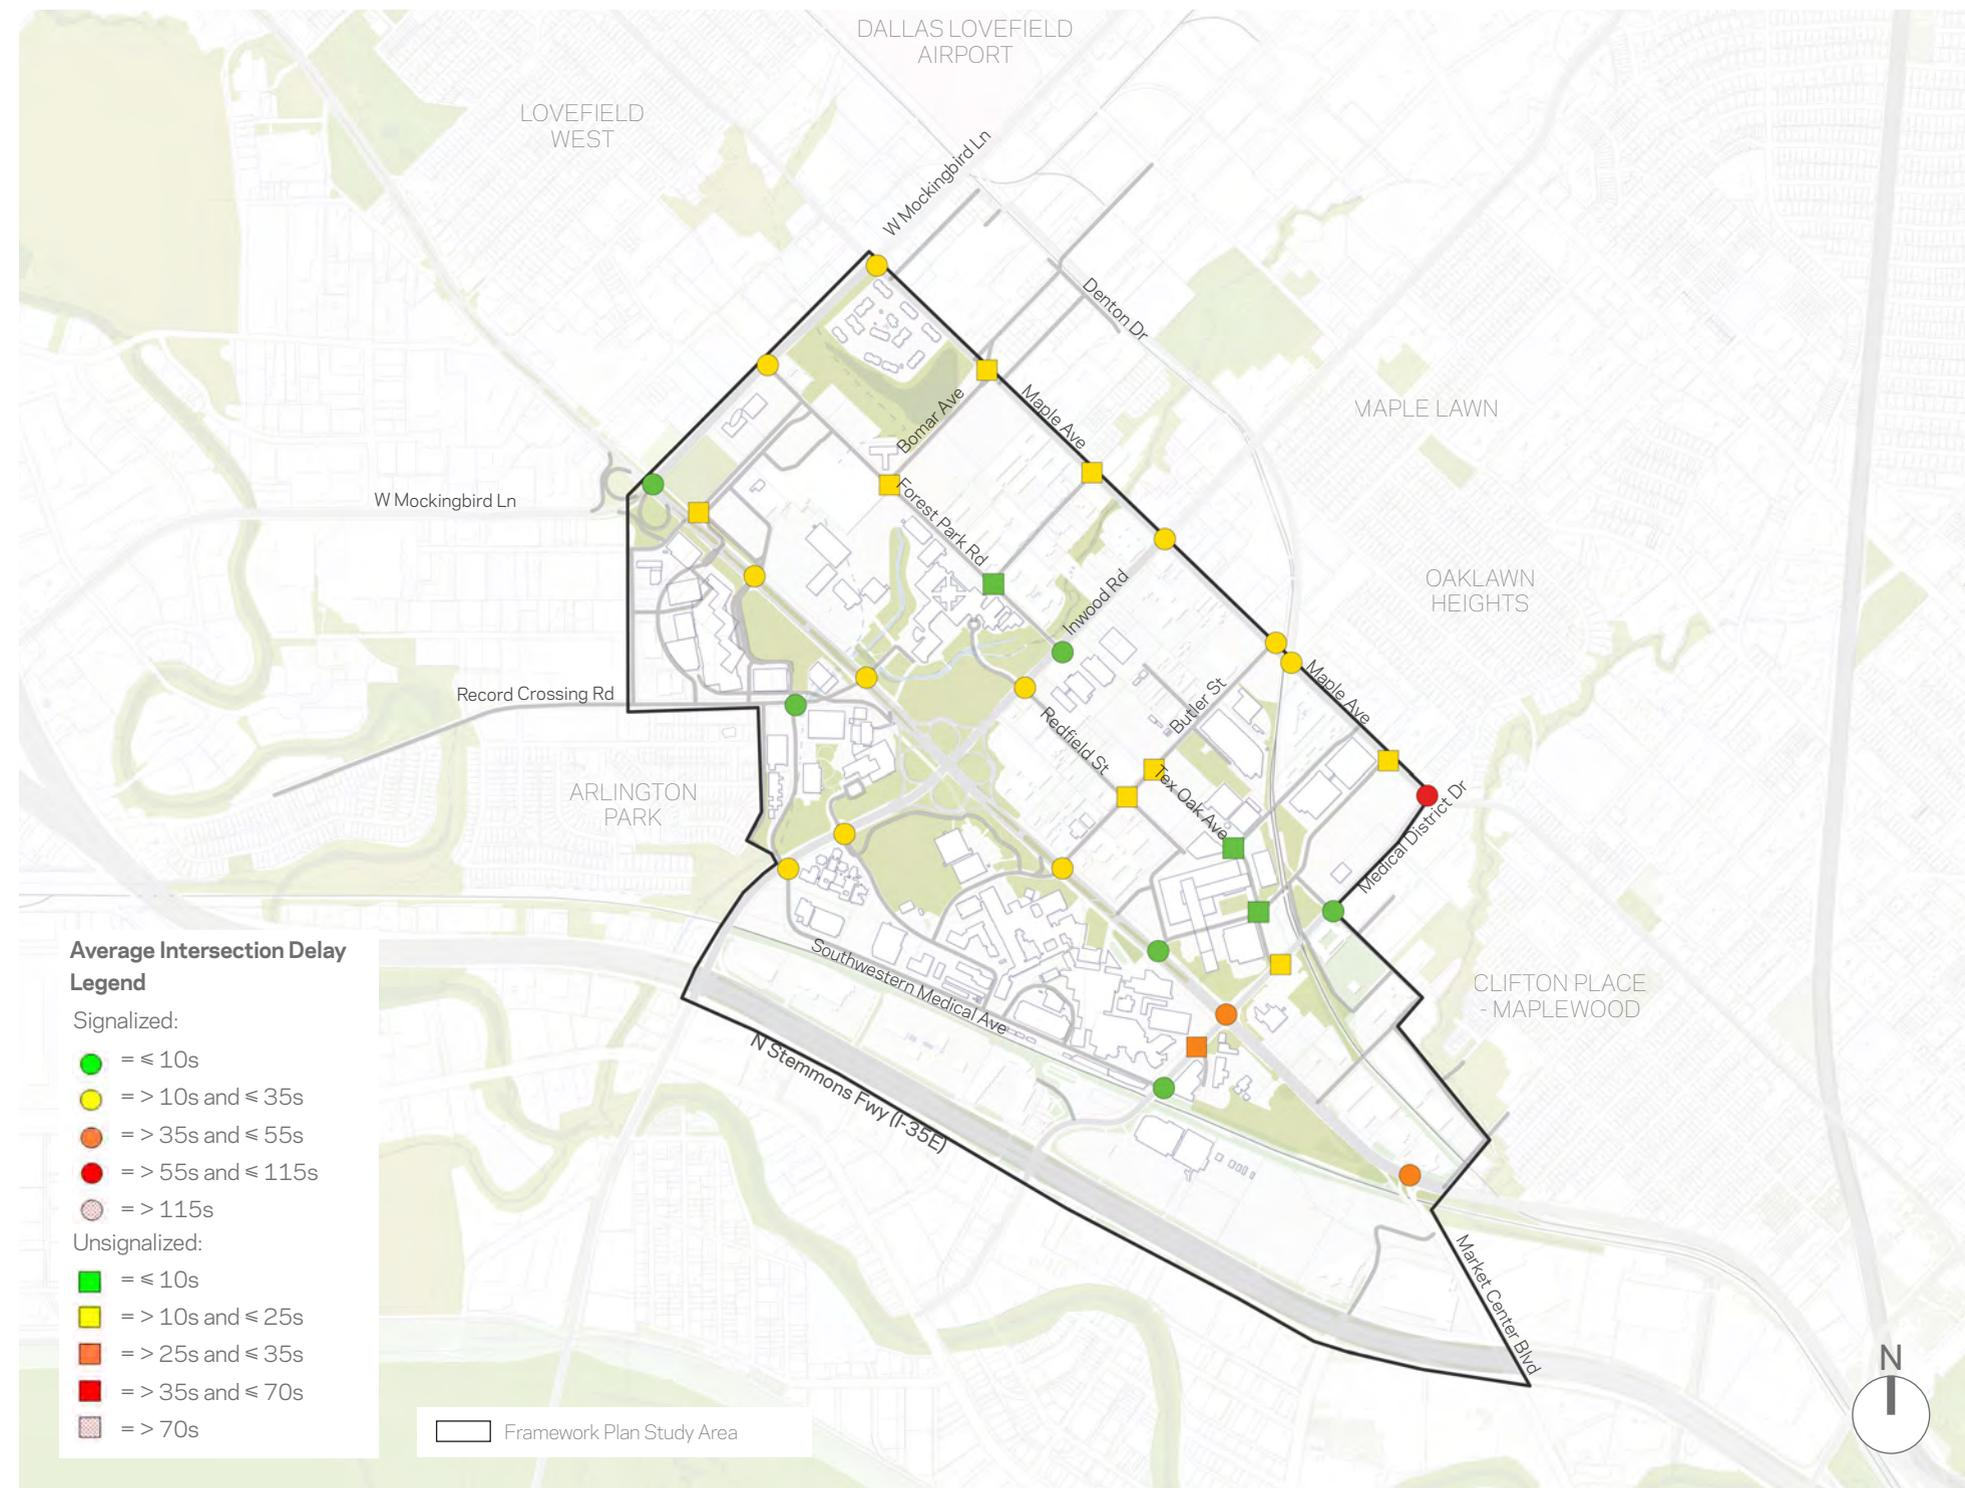 DALLAS LOVEFIELD
AIRPORT
LOVEFIELD
WEST
W Mockingbird Ln
Denton Dr
Maple Ave
MAPLE LAWN
Bomar Ave
W Mockingbird Ln
Forest Park Rd
OAKLAWN
HEIGHTS
Inwood Rd
Record Crossing Rd
Maple Ave
Butler St
Redfield St
Tex Oak Ave
ARLINGTON
PARK
Medical District Dr
CLIFTON PLACE
- MAPLEWOOD
Southwestern Medical Ave
N Stemmons Fwy (I-35E)
Market Center Blvd
Average Intersection Delay
Legend
Signalized:
= ≤ 10s
= > 10s and ≤ 35s
= > 35s and ≤ 55s
= > 55s and ≤ 115s
= > 115s
Unsignalized:
= ≤ 10s
= > 10s and ≤ 25s
= > 25s and ≤ 35s
= > 35s and ≤ 70s
= > 70s
Framework Plan Study Area
N